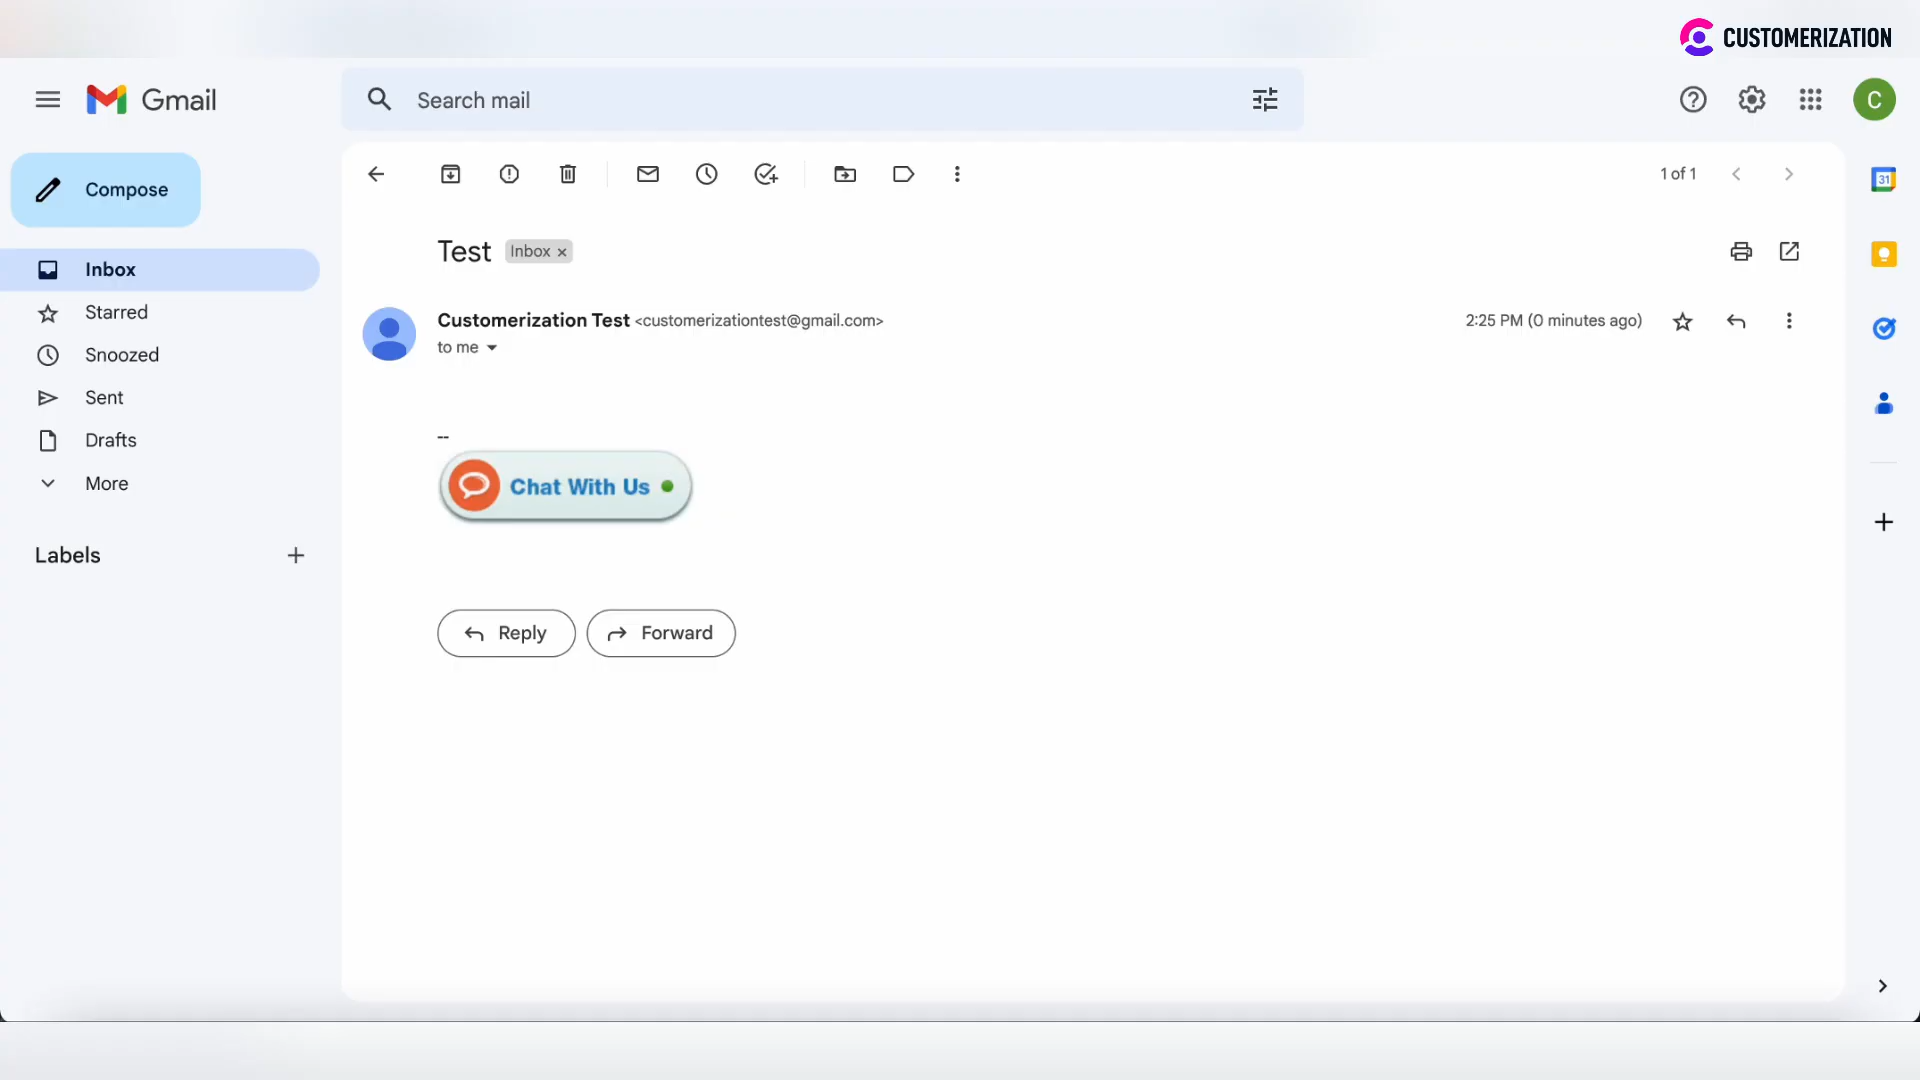 CUSTOMERIZATION
Gmail
Search mail
C
Compose
1 of 1
31
Test Inbox ×
Inbox
Starred
Snoozed
Sent
Drafts
More
Labels
Customerization Test <customerizationtest@gmail.com>
2:25 PM (0 minutes ago)
to me
--
Chat With Us
Reply
Forward